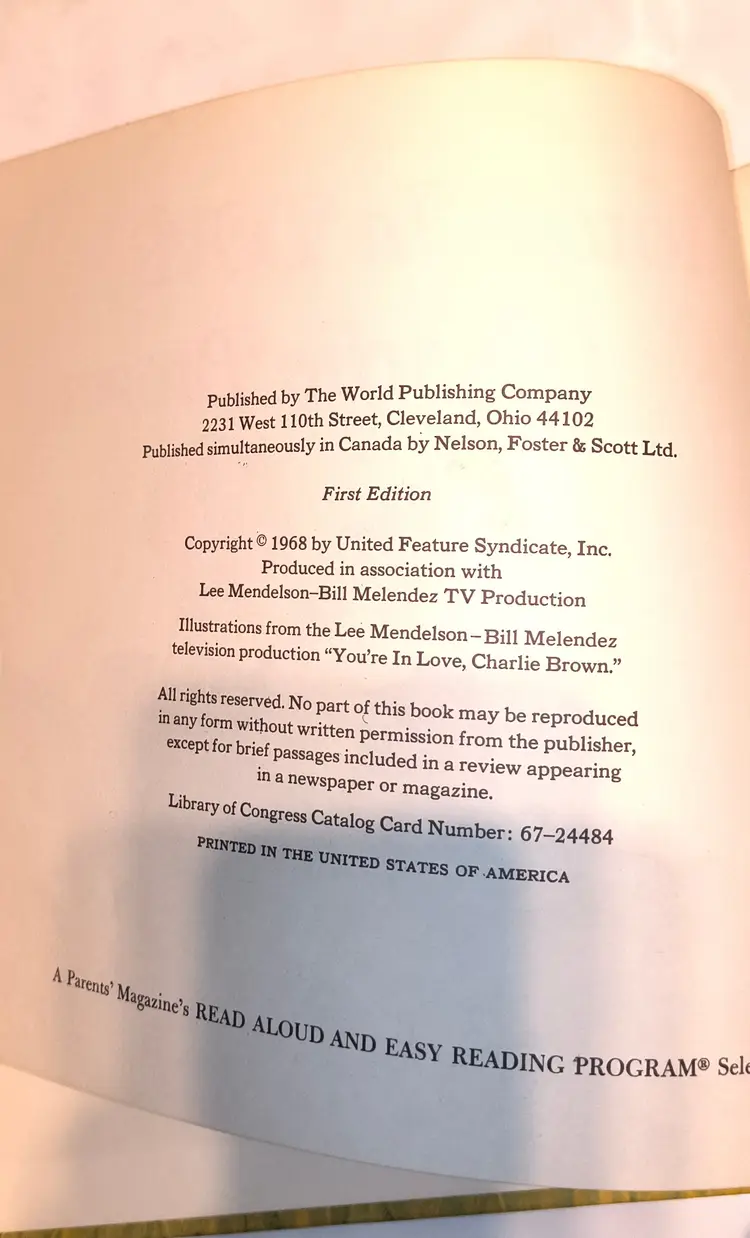 Published by The World Publishing Company
2231 West 110th Street, Cleveland, Ohio 44102
Published simultaneously in Canada by Nelson, Foster & Scott Ltd.
First Edition
Copyright © 1968 by United Feature Syndicate, Inc.
Produced in association with
Lee Mendelson–Bill Melendez TV Production
Illustrations from the Lee Mendelson–Bill Melendez
television production “You're In Love, Charlie Brown.”
All rights reserved. No part of this book may be reproduced
in any form without written permission from the publisher,
except for brief passages included in a review appearing
in a newspaper or magazine.
Library of Congress Catalog Card Number: 67–24484
PRINTED IN THE UNITED STATES OF AMERICA
A Parents' Magazine's READ ALOUD AND EASY READING PROGRAM® Sele